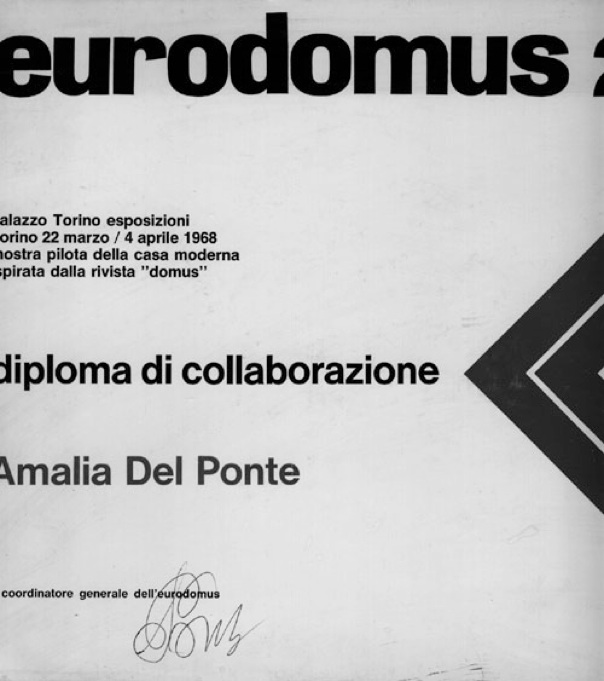 eurodomus 2
alazzo Torino esposizioni
orino 22 marzo / 4 aprile 1968
nostra pilota della casa moderna
spirata dalla rivista "domus"
diploma di collaborazione
Amalia Del Ponte
coordinatore generale dell'eurodomus